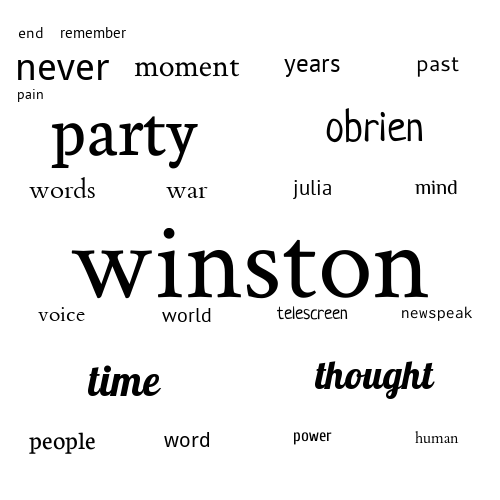 end remember
never moment years past
pain
party obrien
words war julia mind
winston
voice world telescreen newspeak
time thought
people word power human